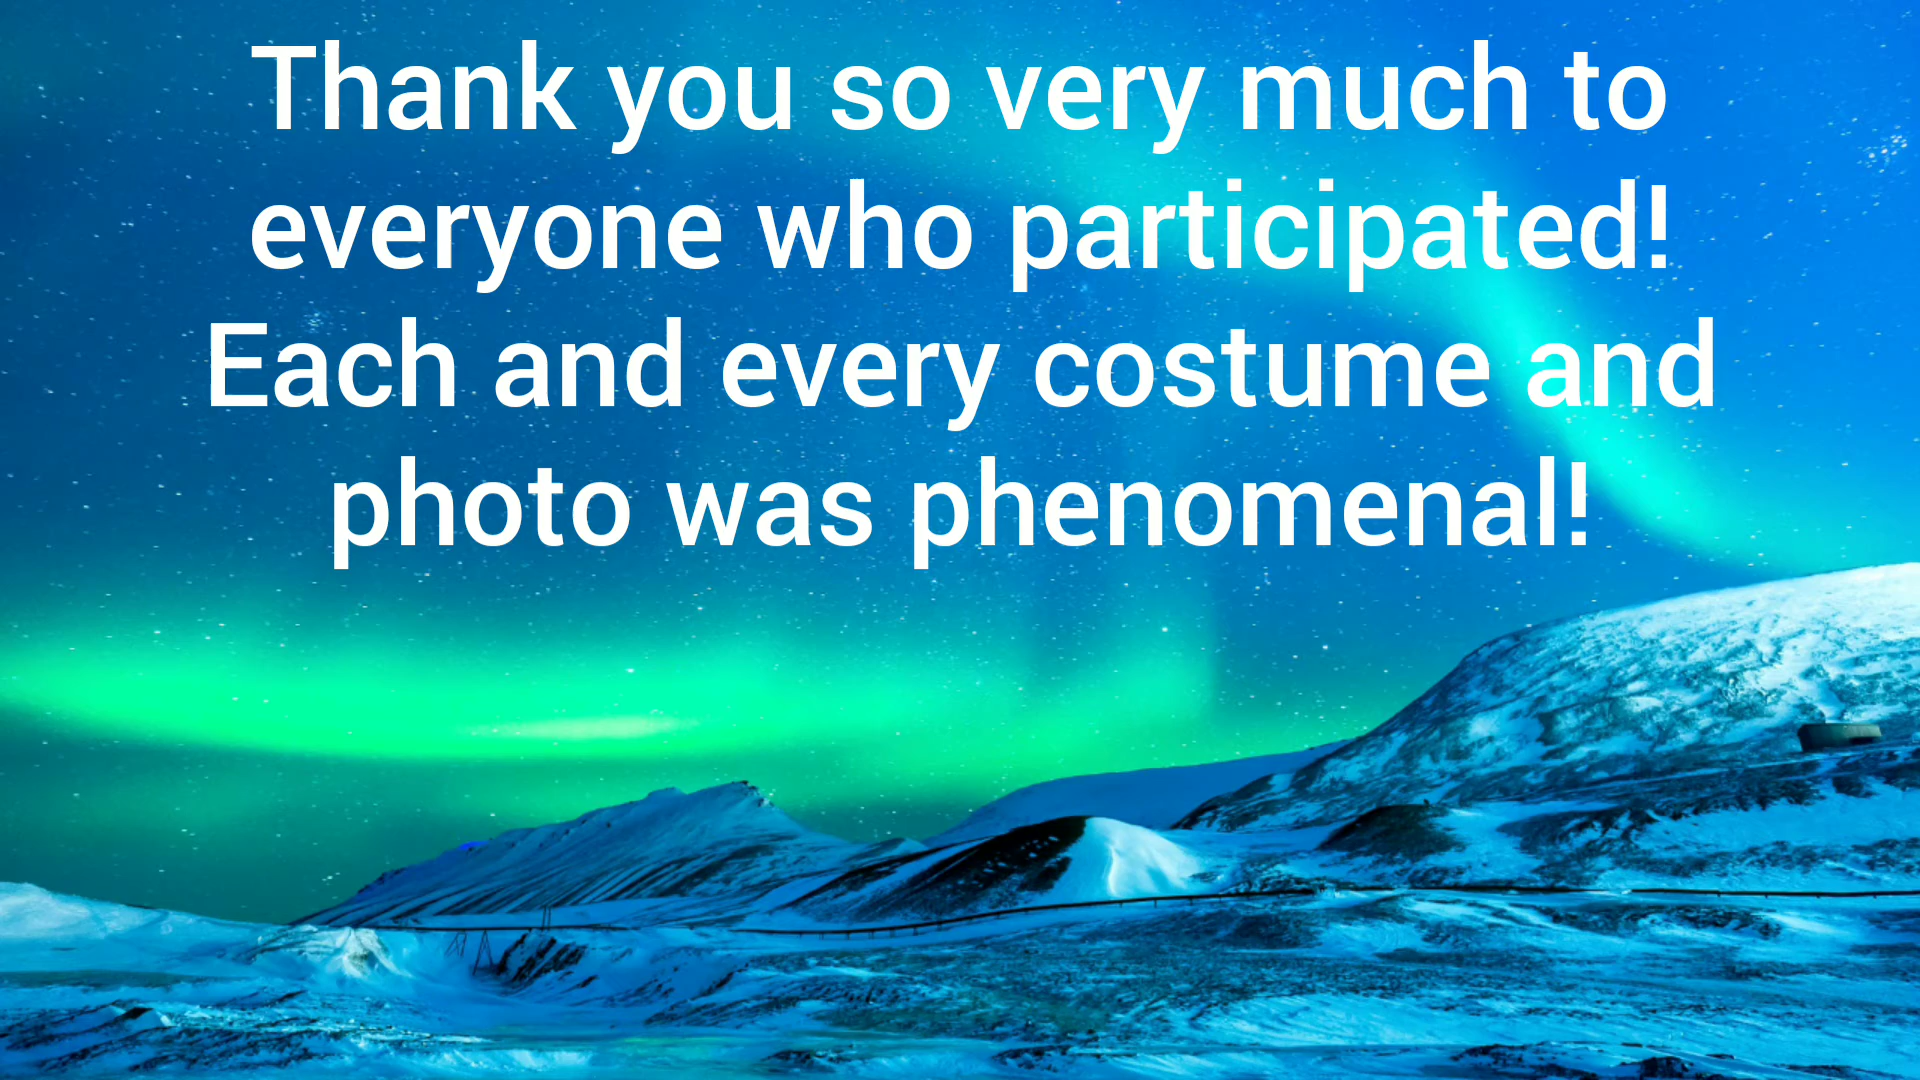 Thank you so very much to
everyone who participated!
Each and every costume and
photo was phenomenal!